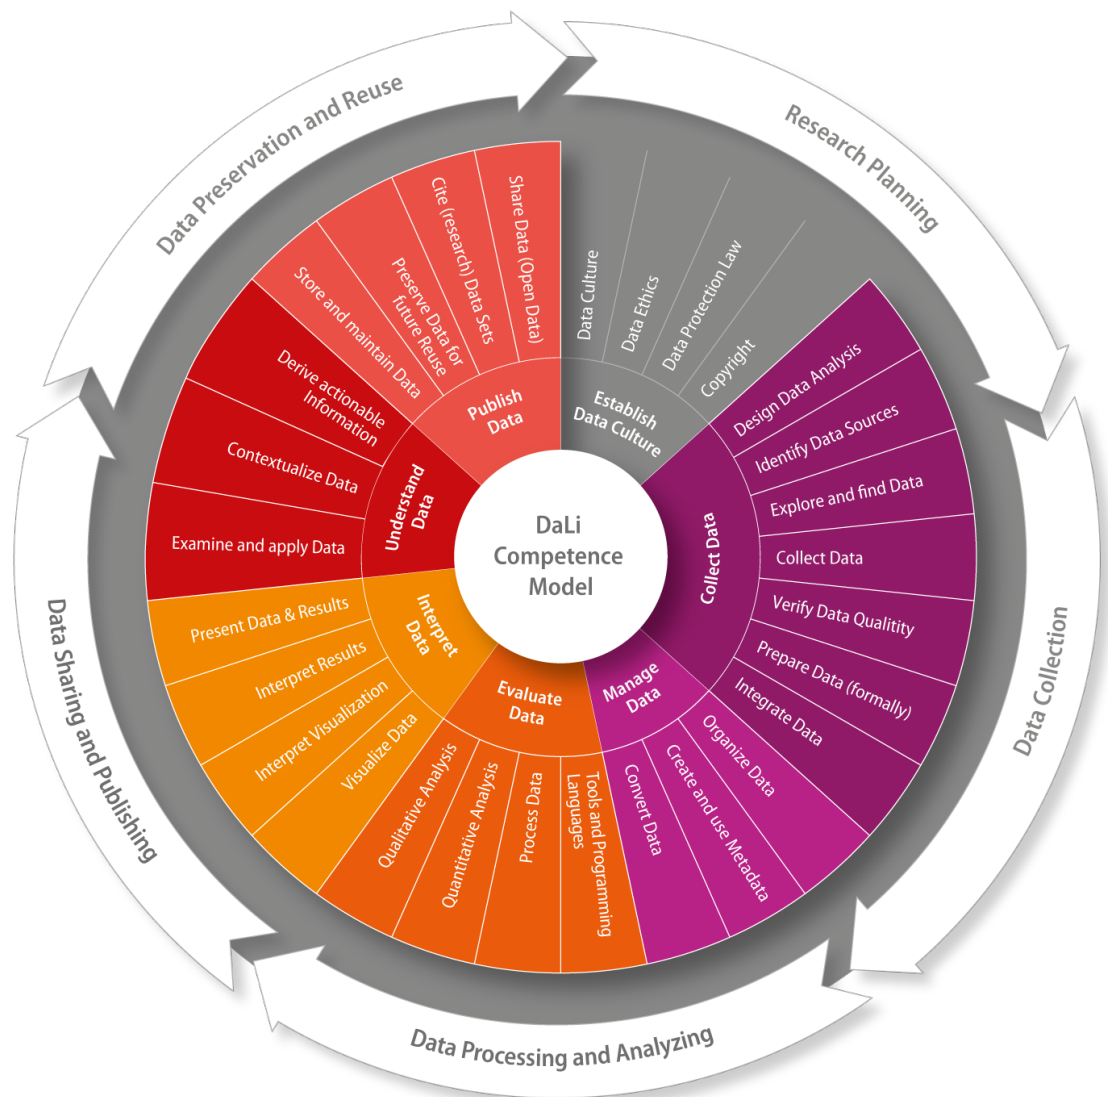 DaLi
Competence
Model
Research Planning
Data Collection
Data Processing and Analyzing
Data Sharing and Publishing
Data Preservation and Reuse
Establish
Data Culture
Data Culture
Data Ethics
Data Protection Law
Copyright
Collect Data
Design Data Analysis
Identify Data Sources
Explore and find Data
Collect Data
Verify Data Qualitity
Prepare Data (formally)
Integrate Data
Manage
Data
Organize Data
Create and use Metadata
Convert Data
Evaluate
Data
Tools and Programming
Languages
Process Data
Quantitative Analysis
Qualitative Analysis
Interpret
Data
Visualize Data
Interpret Visualization
Interpret Results
Present Data & Results
Understand
Data
Examine and apply Data
Contextualize Data
Derive actionable
Information
Publish
Data
Store and maintain Data
Preserve Data for
future Reuse
Cite (research) Data Sets
Share Data (Open Data)